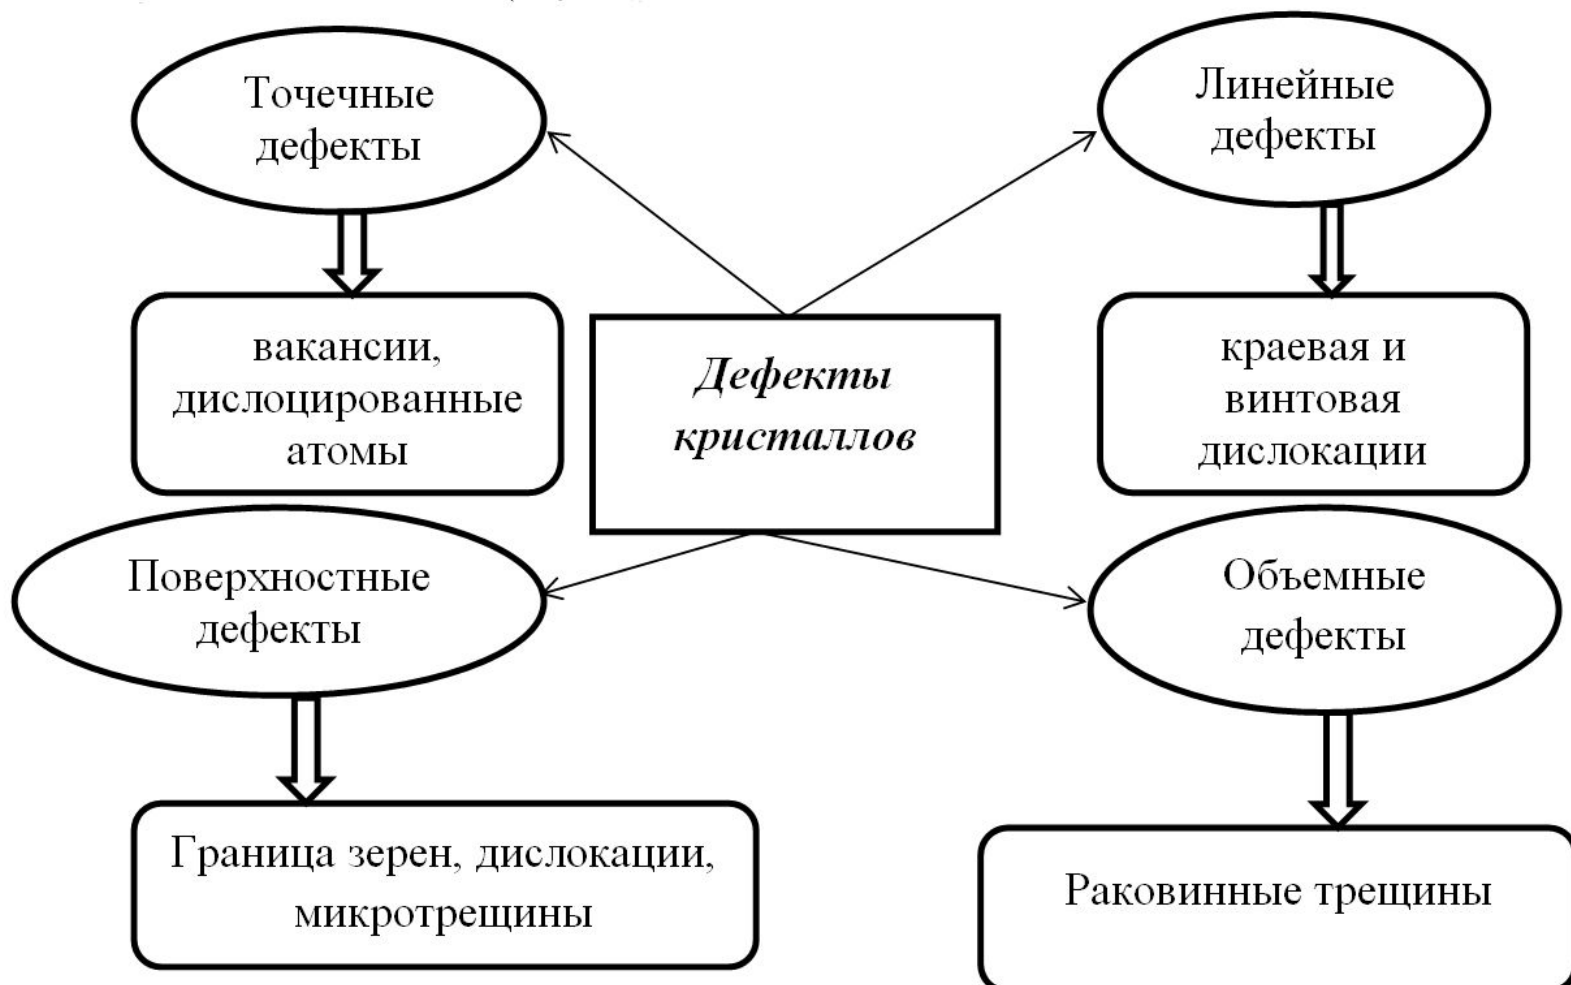 Точечные
дефекты
вакансии,
дислоцированные
атомы
Линейные
дефекты
краевая и
винтовая
дислокации
Дефекты
кристаллов
Поверхностные
дефекты
Граница зерен, дислокации,
микротрещины
Объемные
дефекты
Раковинные трещины